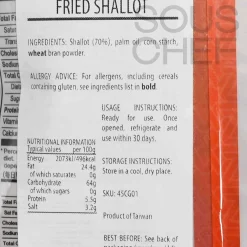 FRIED SHALLOT
SOUS
CHEF
INGREDIENTS: Shallot (70%), palm oil, corn starch,
wheat bran powder.
ALLERGY ADVICE: For allergens, including cereals
containing gluten, see ingredients list in bold.
USAGE INSTRUCTIONS:
Ready for use. Once
opened, refrigerate and
use within 30 days.
NUTRITIONAL INFORMATION
Typical values per 100g
Energy 2073kJ/496kcal
Fat 24.4g
of which saturates 0g
Carbohydrate 64g
of which sugars 0g
Protein 5.5g
Salt 3.2g
STORAGE INSTRUCTIONS:
Store in a cool, dry place.
SKU: 45CG01
Product of Taiwan
BEST BEFORE: See back of